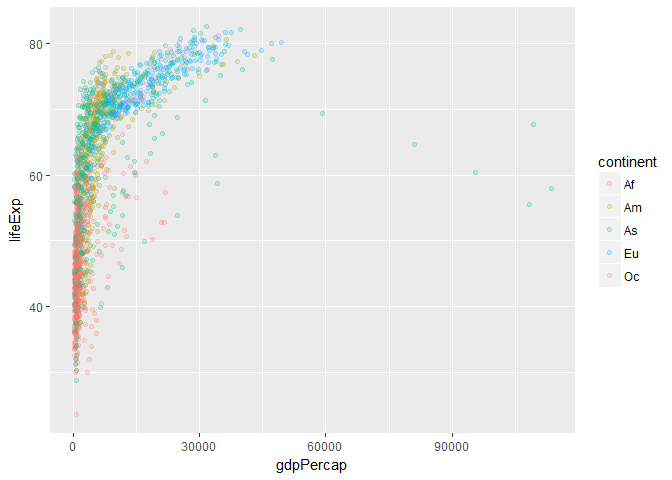 80
60
40
lifeExp
0
30000
60000
90000
gdpPercap
continent
Af
Am
As
Eu
Oc